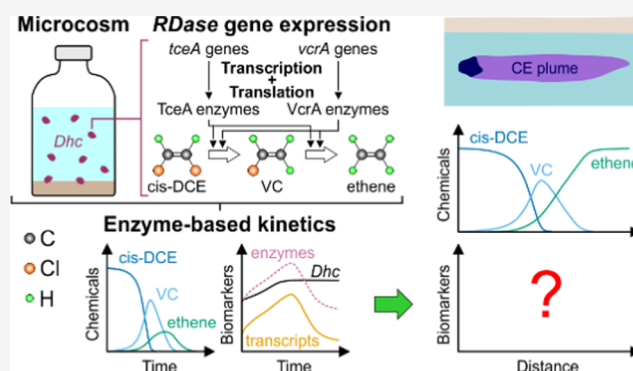 Microcosm
RDase gene expression
tceA genes
vcrA genes
Transcription
+
Translation
TceA enzymes
VcrA enzymes
Dhc
cis-DCE
VC
ethene
Enzyme-based kinetics
C
Cl
H
Chemicals
cis-DCE
VC
ethene
Time
Biomarkers
enzymes
Dhc
transcripts
Time
CE plume
Chemicals
cis-DCE
VC
ethene
Biomarkers
?
Distance